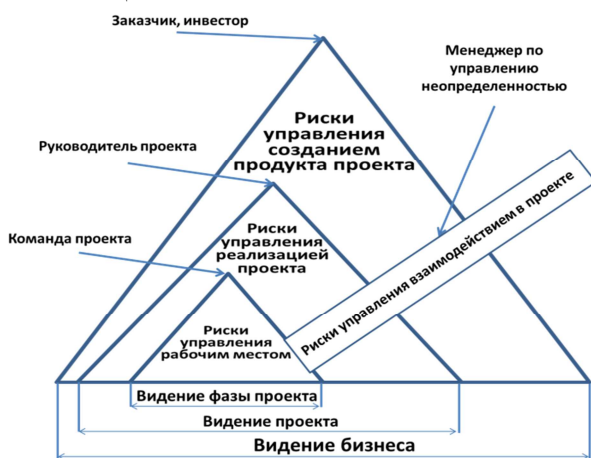 Заказчик, инвестор
Менеджер по
управлению
неопределенностью
Риски
управления
созданием
продукта проекта
Руководитель проекта
Риски
управления
реализацией
проекта
Риски управления взаимодействием в проекте
Команда проекта
Риски
управления
рабочим местом
Видение фазы проекта
Видение проекта
Видение бизнеса